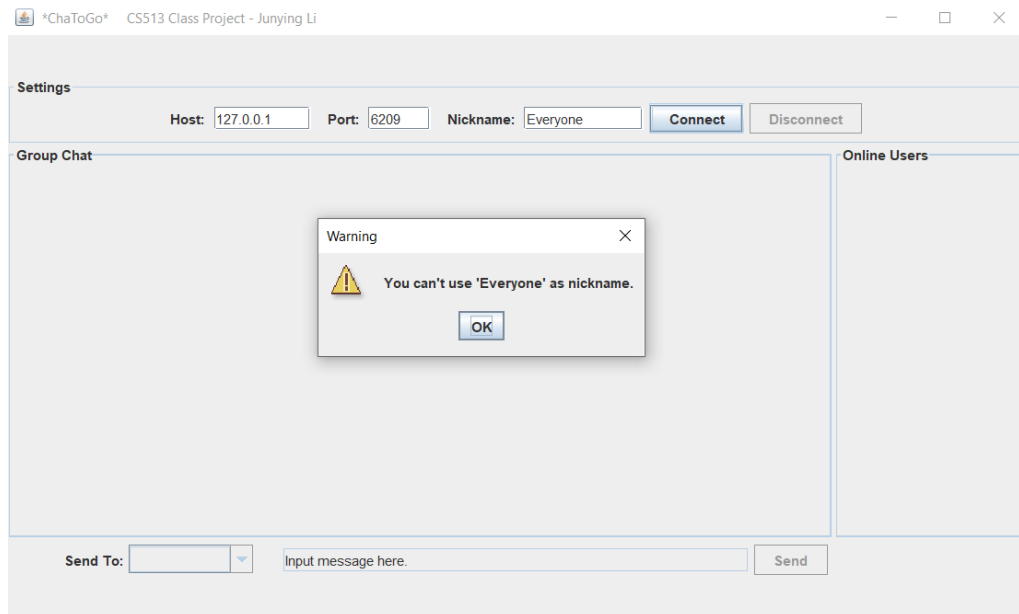 *ChaToGo*    CS513 Class Project - Junying Li
Settings
Host: 127.0.0.1 Port: 6209 Nickname: Everyone Connect Disconnect
Group Chat
Online Users
Warning
You can't use 'Everyone' as nickname.
OK
Send To: Input message here. Send